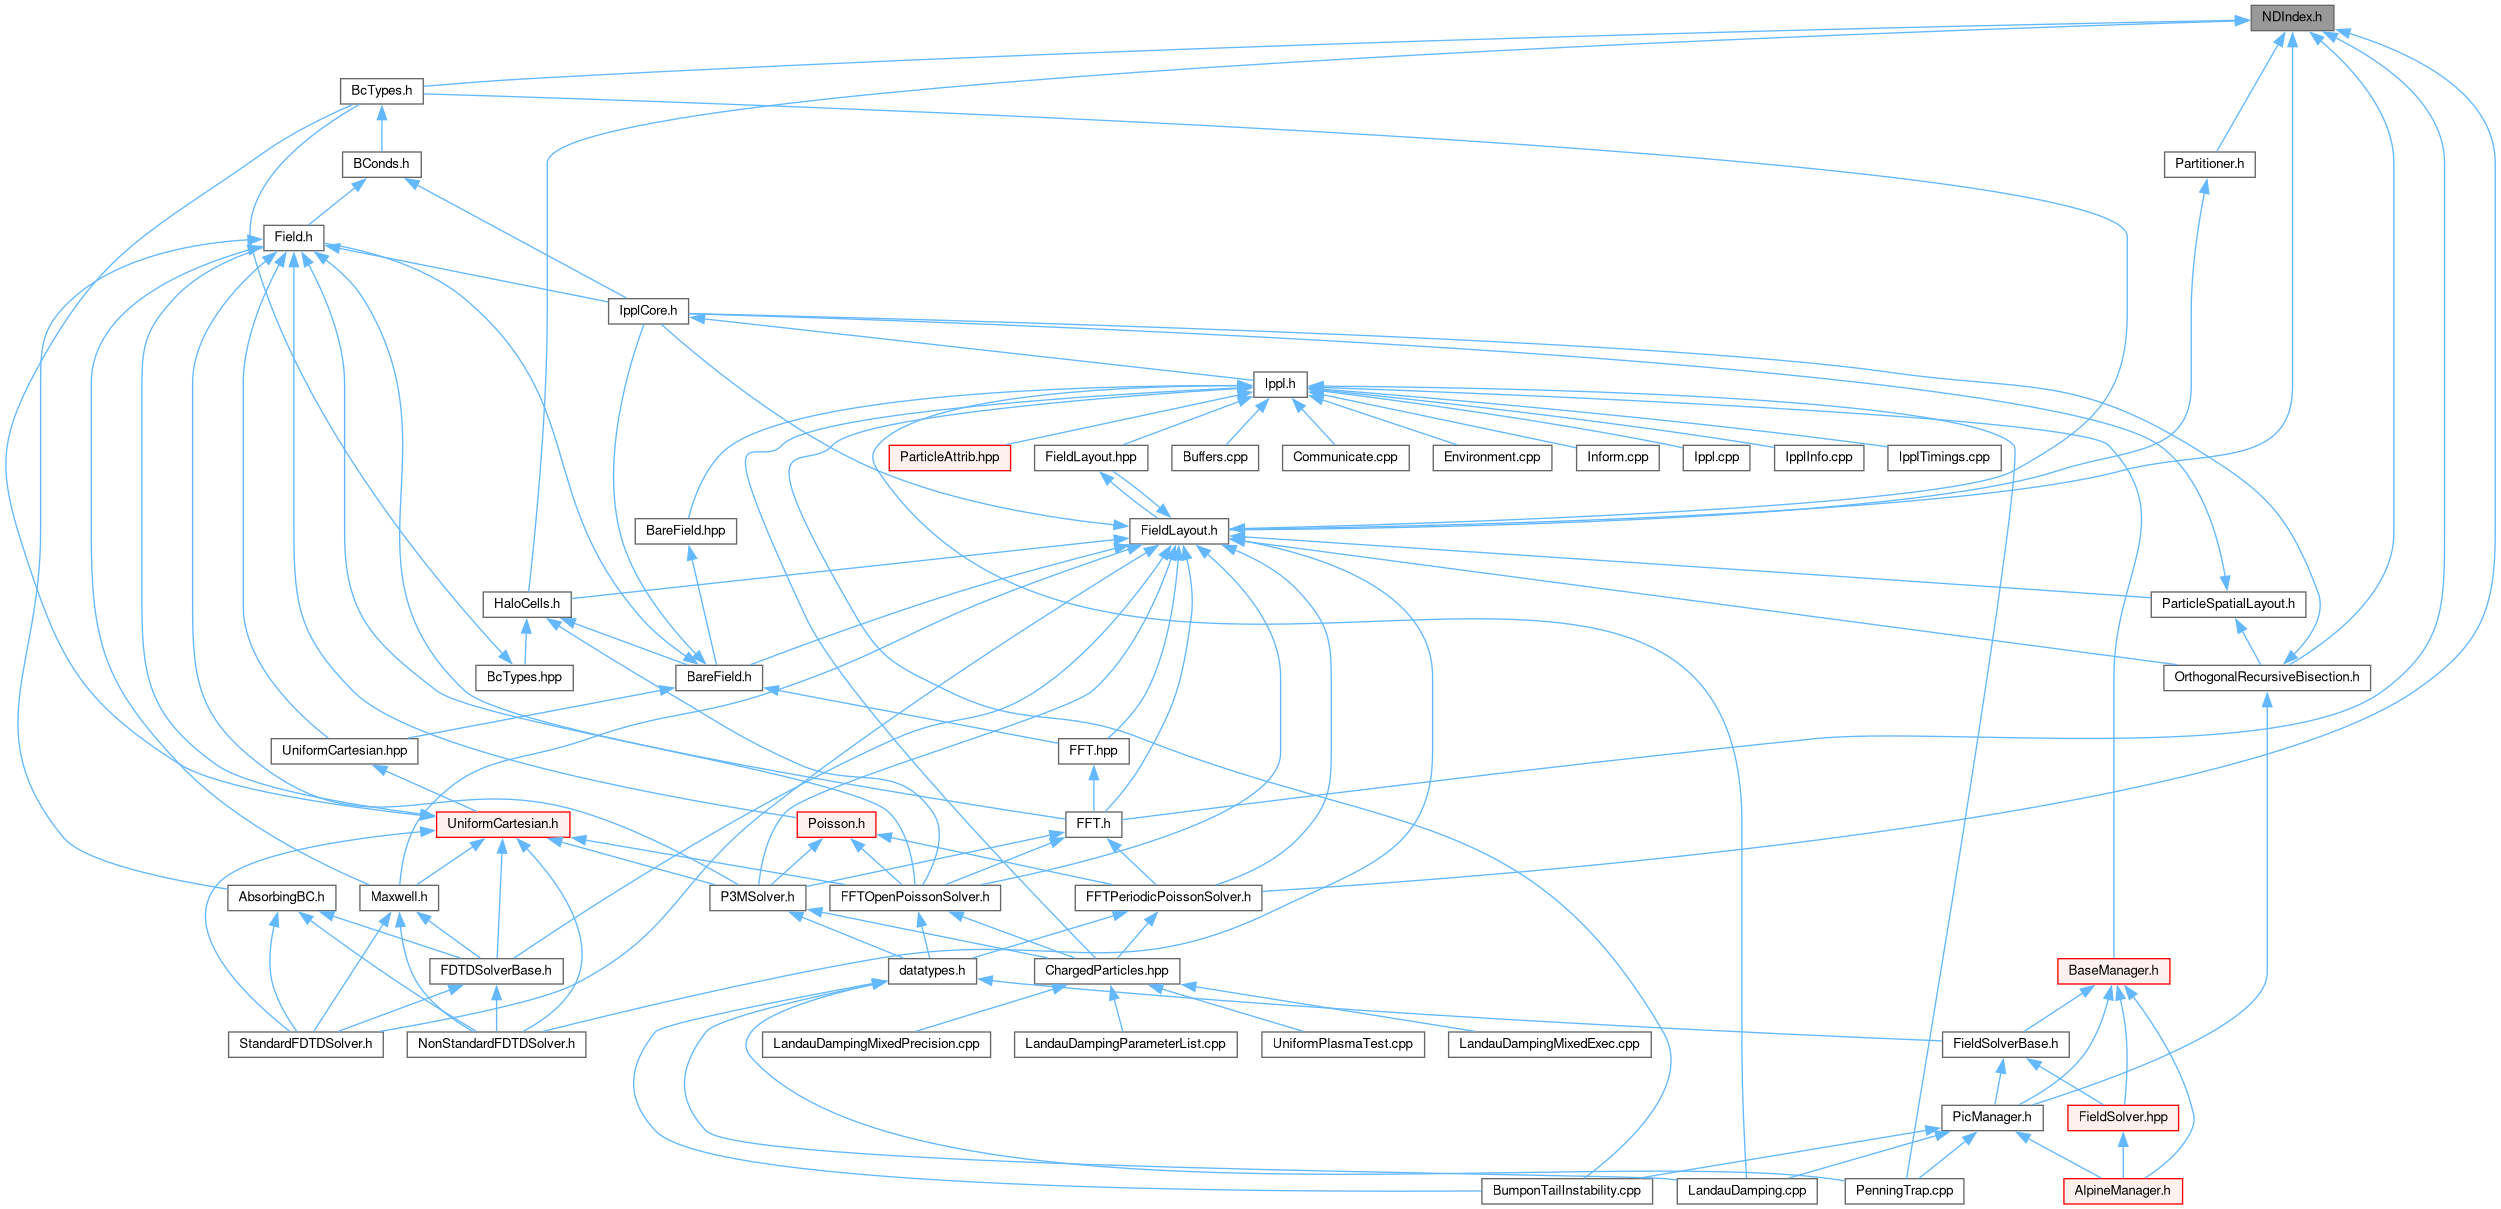 NDIndex.h
BcTypes.h
BConds.h
Partitioner.h
Field.h
IpplCore.h
Ippl.h
ParticleAttrib.hpp
FieldLayout.hpp
Buffers.cpp
Communicate.cpp
Environment.cpp
Inform.cpp
Ippl.cpp
IpplInfo.cpp
IpplTimings.cpp
BareField.hpp
FieldLayout.h
HaloCells.h
ParticleSpatialLayout.h
BcTypes.hpp
BareField.h
OrthogonalRecursiveBisection.h
UniformCartesian.hpp
FFT.hpp
UniformCartesian.h
Poisson.h
FFT.h
AbsorbingBC.h
Maxwell.h
P3MSolver.h
FFTOpenPoissonSolver.h
FFTPeriodicPoissonSolver.h
FDTDSolverBase.h
datatypes.h
ChargedParticles.hpp
BaseManager.h
StandardFDTDSolver.h
NonStandardFDTDSolver.h
LandauDampingMixedPrecision.cpp
LandauDampingParameterList.cpp
UniformPlasmaTest.cpp
LandauDampingMixedExec.cpp
FieldSolverBase.h
PicManager.h
FieldSolver.hpp
BumponTailInstability.cpp
LandauDamping.cpp
PenningTrap.cpp
AlpineManager.h